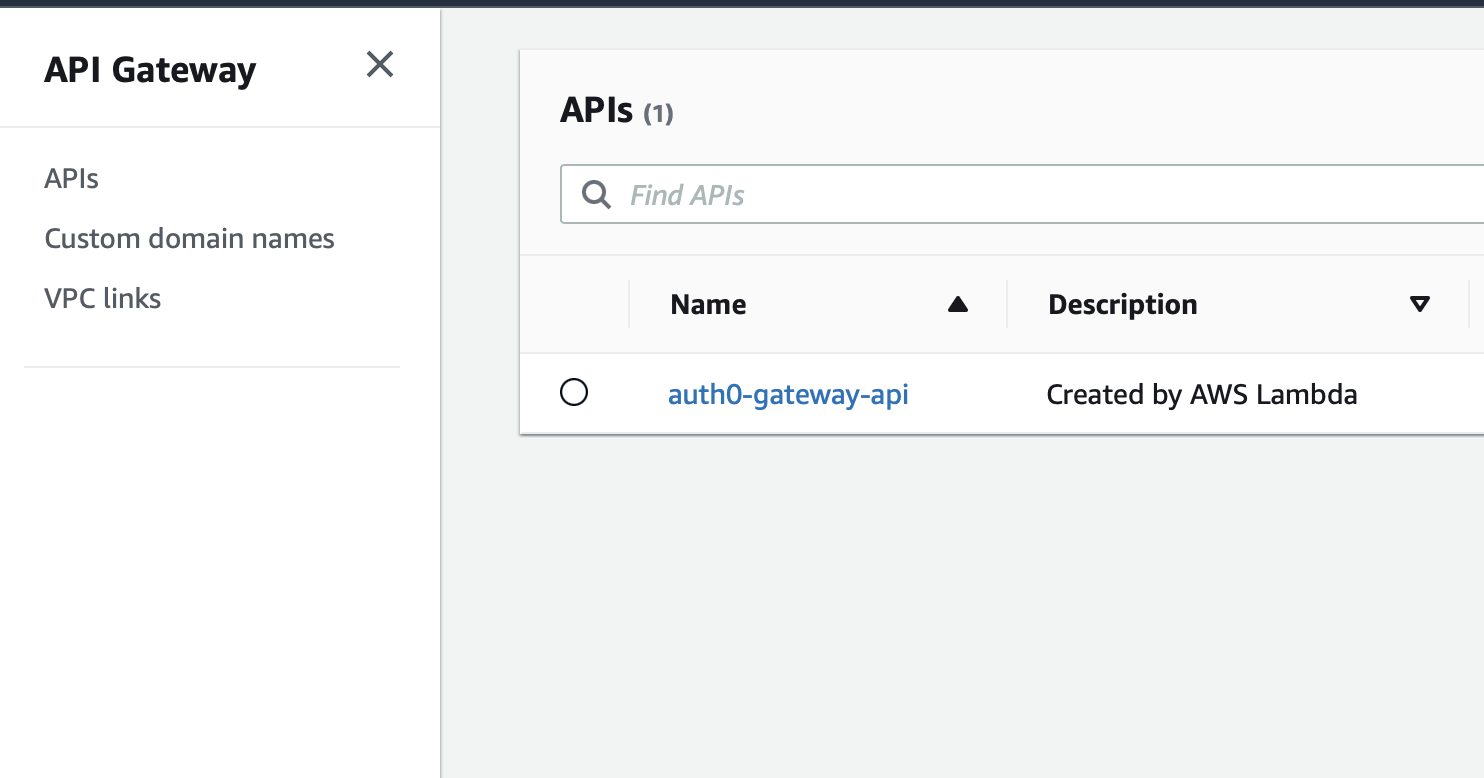 API Gateway
APIs
Custom domain names
VPC links
APIs (1)
Find APIs
Name Description
auth0-gateway-api Created by AWS Lambda